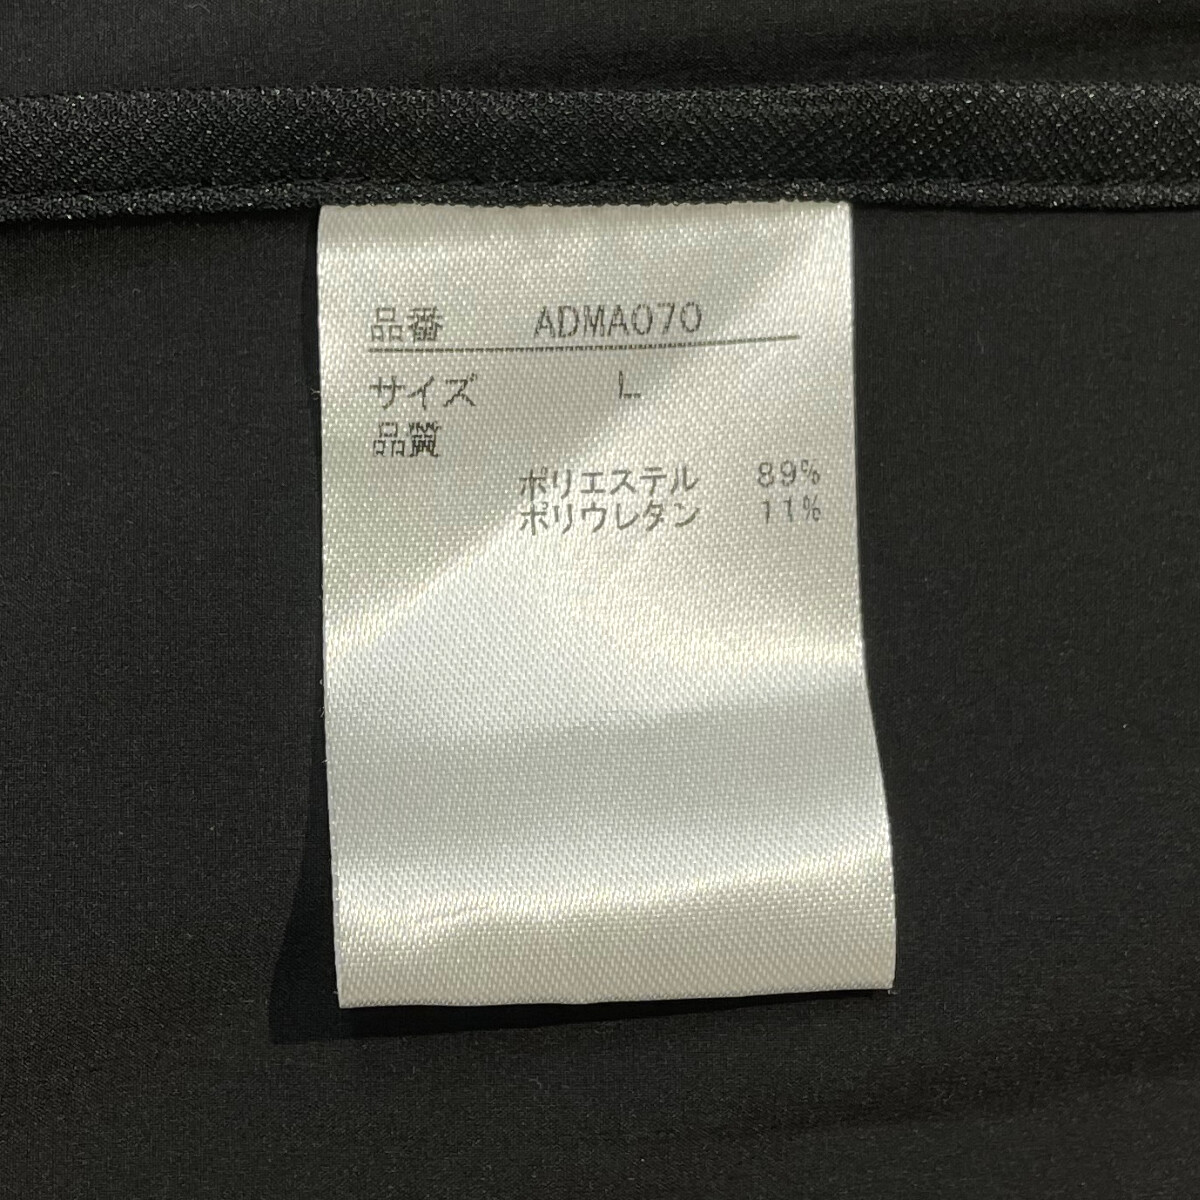 品番 ADMA070
サイズ L
品質
ポリエステル 89%
ポリウレタン 11%